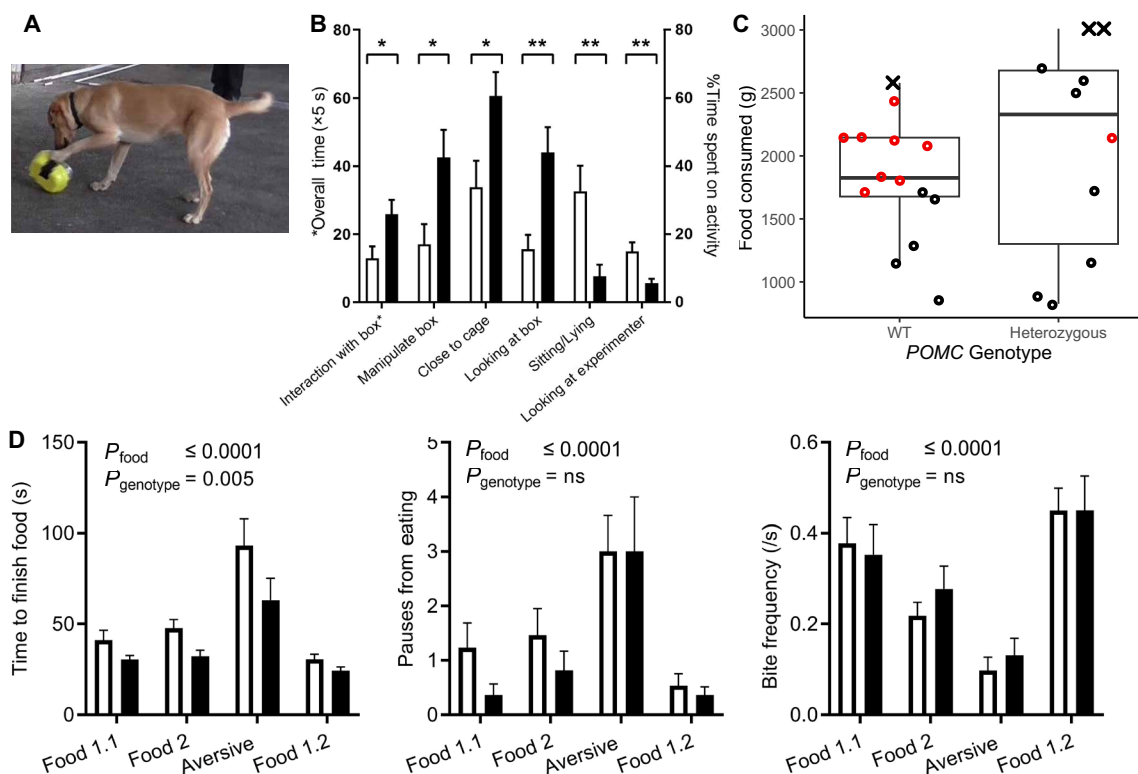 A
B
80
60
40
20
0
*Overall time (×5 s)
* * * ** ** **
80
60
40
20
0
%Time spent on activity
Interaction with box*
Manipulate box
Close to cage
Looking at box
Sitting/Lying
Looking at experimenter
C
3000
2500
2000
1500
1000
Food consumed (g)
WT Heterozygous
POMC Genotype
D
150
100
50
0
Time to finish food (s)
Pfood ≤ 0.0001
Pgenotype = 0.005
Food 1.1
Food 2
Aversive
Food 1.2
5
4
3
2
1
0
Pauses from eating
Pfood ≤ 0.0001
Pgenotype = ns
Food 1.1
Food 2
Aversive
Food 1.2
0.6
0.4
0.2
0.0
Bite frequency (/s)
Pfood ≤ 0.0001
Pgenotype = ns
Food 1.1
Food 2
Aversive
Food 1.2